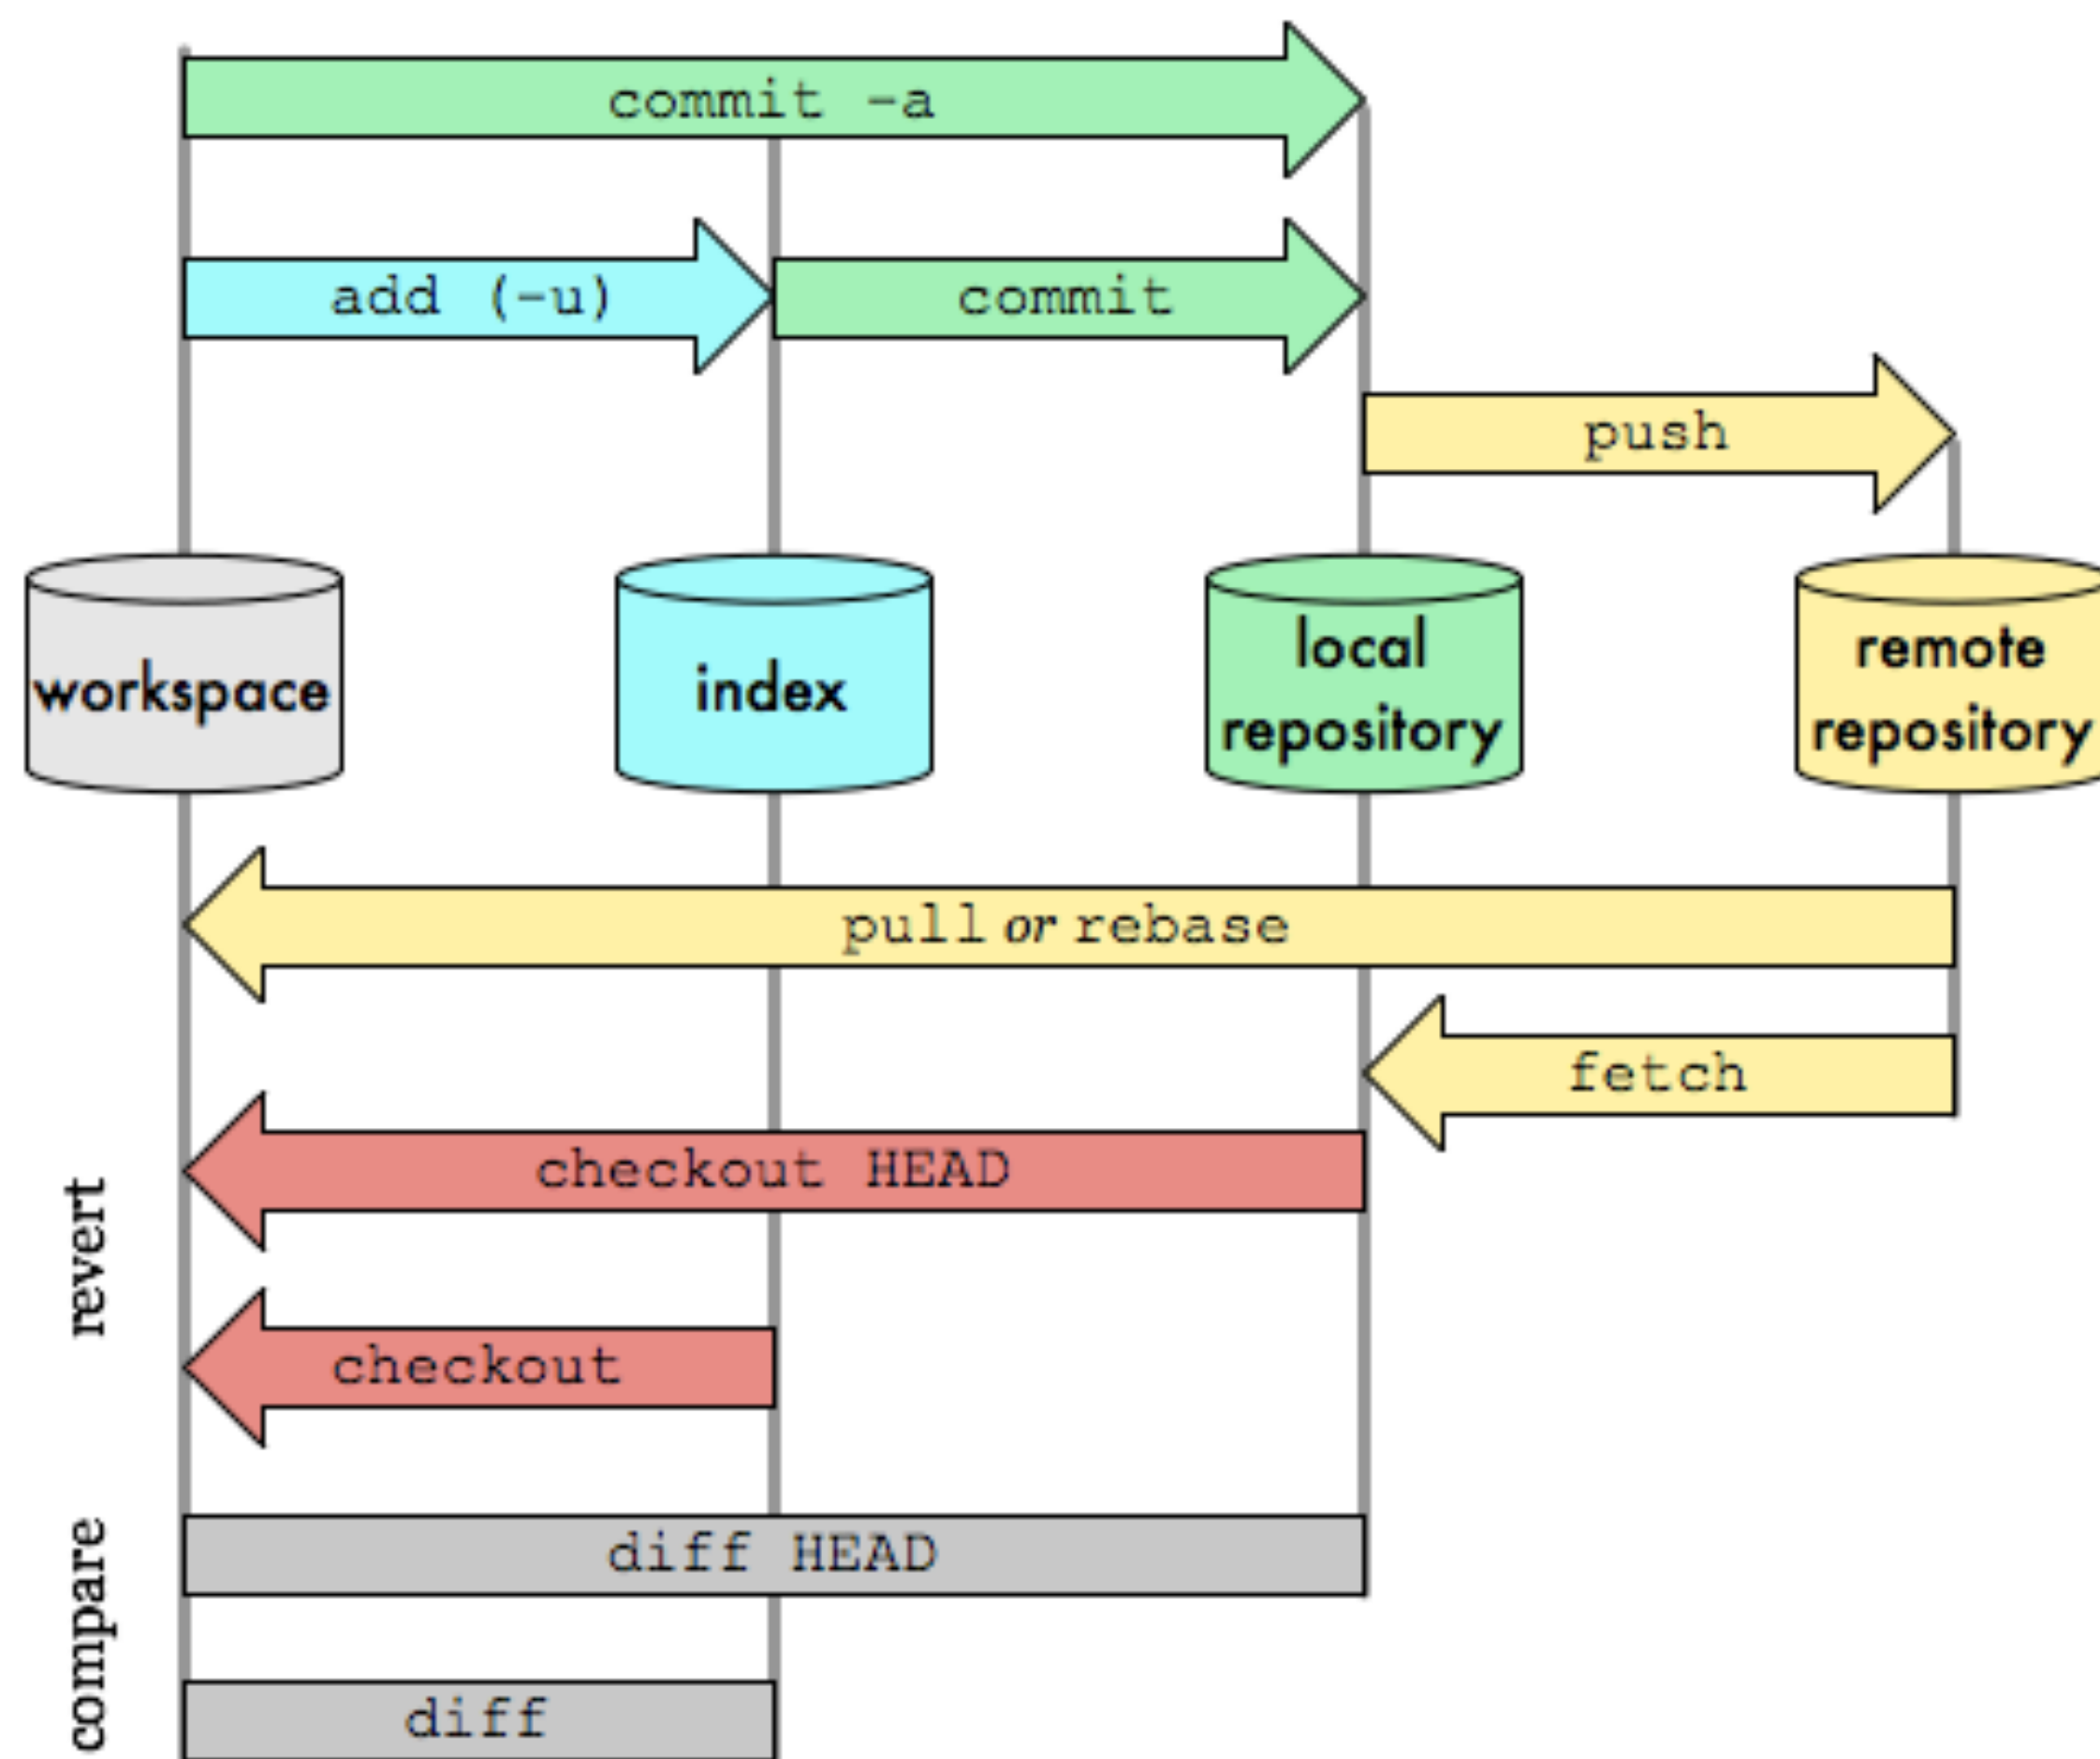 commit -a
add (-u)
commit
push
workspace
index
local
repository
remote
repository
pull or rebase
fetch
revert
checkout HEAD
checkout
compare
diff HEAD
diff